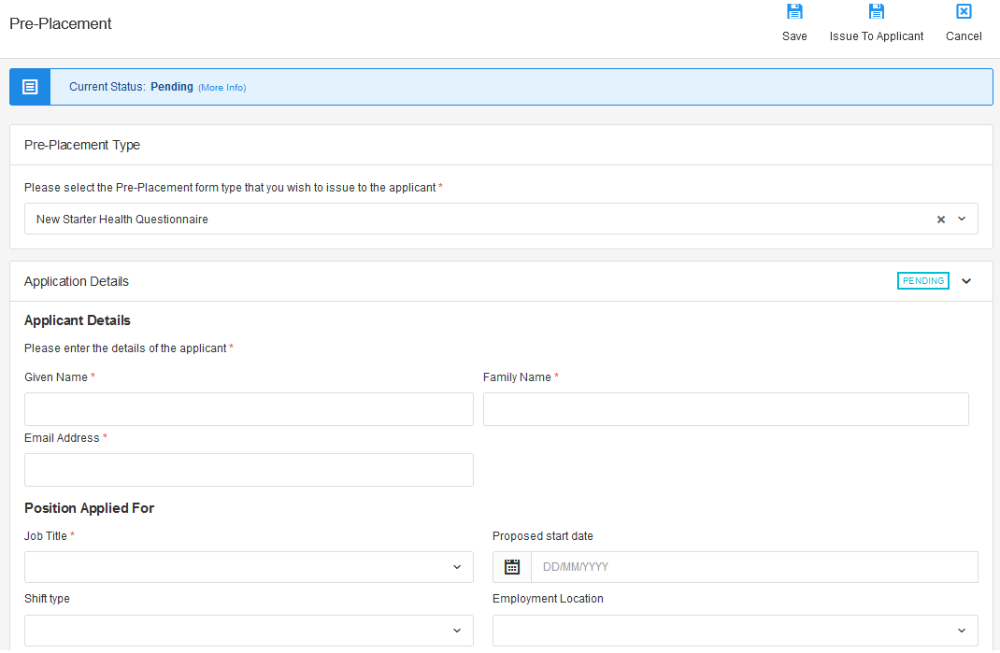 Pre-Placement
Save
Issue To Applicant
Cancel
Current Status: Pending (More Info)
Pre-Placement Type
Please select the Pre-Placement form type that you wish to issue to the applicant *
New Starter Health Questionnaire
Application Details
PENDING
Applicant Details
Please enter the details of the applicant *
Given Name *
Family Name *
Email Address *
Position Applied For
Job Title *
Proposed start date
DD/MM/YYYY
Shift type
Employment Location